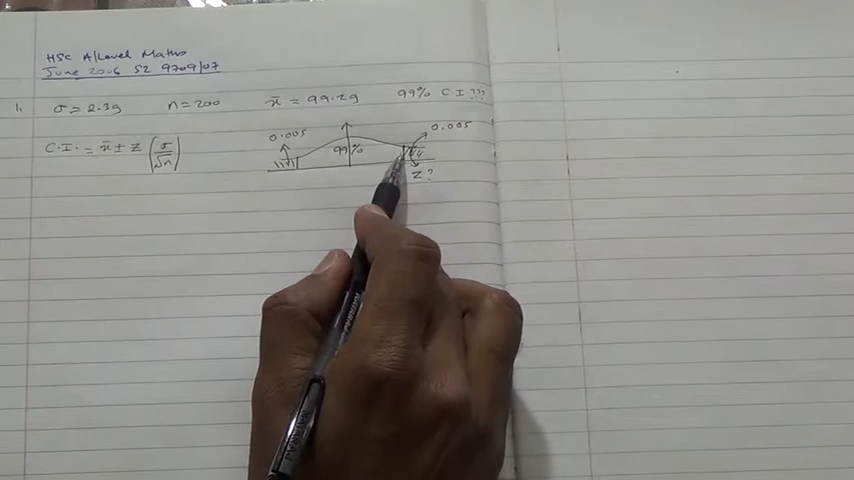 HSC A/Level Maths
June 2006 S2 9709/07
1. σ = 2.3g n = 200 x̄ = 99.2g 99% C I ???
C.I. = x̄ ± Z (σ/√n) 0.005 99% 0.005
Z?